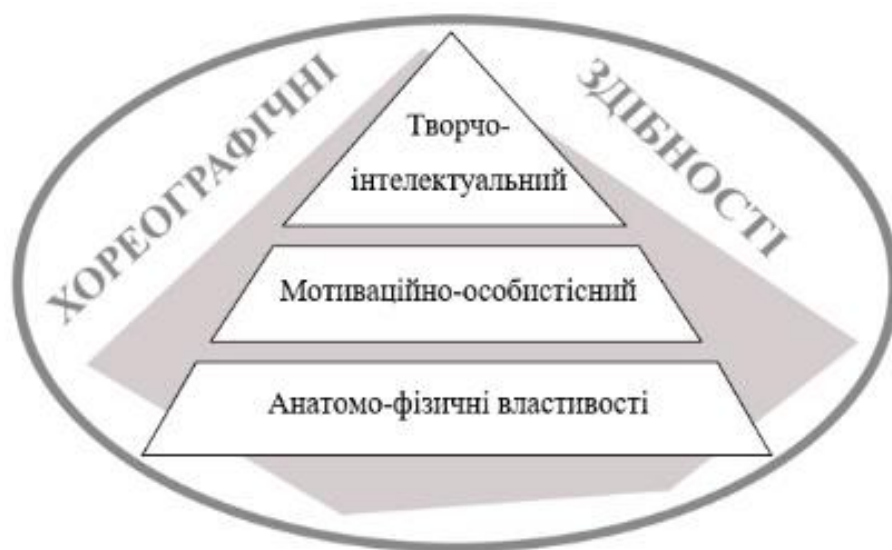 ХОРЕОГРАФІЧНІ
ЗДІБНОСТІ
Творчо-
інтелектуальний
Мотиваційно-особистісний
Анатомо-фізичні властивості